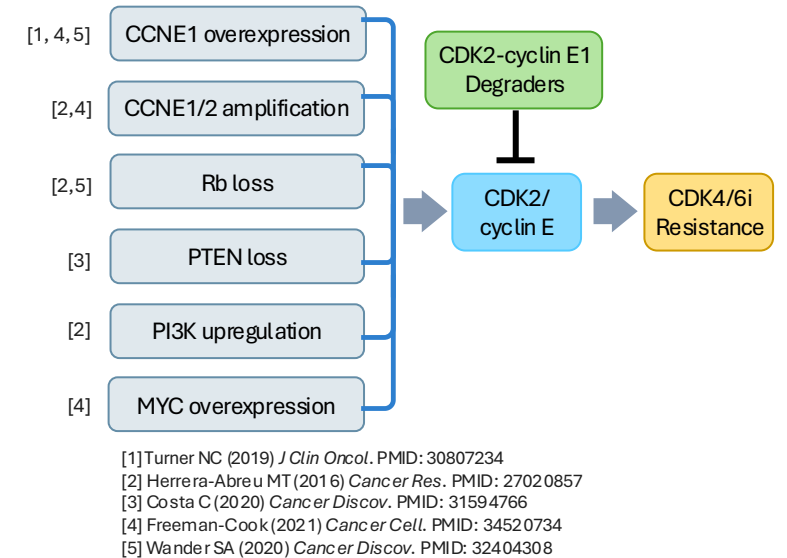 [1, 4, 5] CCNE1 overexpression
[2,4] CCNE1/2 amplification
[2,5] Rb loss
[3] PTEN loss
[2] PI3K upregulation
[4] MYC overexpression
CDK2-cyclin E1
Degraders
CDK2/
cyclin E
CDK4/6i
Resistance
[1] Turner NC (2019) J Clin Oncol. PMID: 30807234
[2] Herrera-Abreu MT (2016) Cancer Res. PMID: 27020857
[3] Costa C (2020) Cancer Discov. PMID: 31594766
[4] Freeman-Cook (2021) Cancer Cell. PMID: 34520734
[5] Wander SA (2020) Cancer Discov. PMID: 32404308